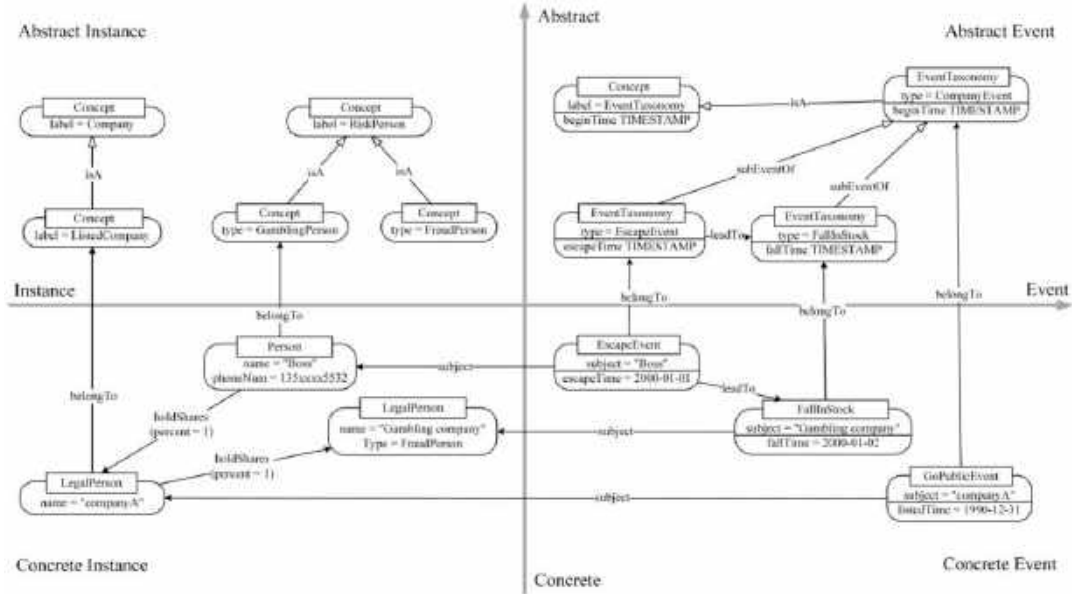 Abstract
Abstract Instance
Abstract Event
Concept
label = Company
Concept
label = RiskPerson
Concept
label = EventTaxonomy
beginTime TIMESTAMP
EventTaxonomy
type = CompanyEvent
beginTime TIMESTAMP
isA
isA
isA
isA
subEventOf
subEventOf
Concept
label = ListedCompany
Concept
type = GamblingPerson
Concept
type = FraudPerson
EventTaxonomy
type = EscapeEvent
escapeTime TIMESTAMP
leadTo
EventTaxonomy
type = FallInStock
fallTime TIMESTAMP
Instance
Event
belongTo
belongTo
belongTo
belongTo
belongTo
Person
name = "Boss"
phoneNum = 135xxxx5532
subject
EscapeEvent
subject = "Boss"
escapeTime = 2000-01-01
leadTo
holdShares
(percent = 1)
LegalPerson
name = "Gambling company"
Type = FraudPerson
subject
FallInStock
subject = "Gambling company"
fallTime = 2000-01-02
holdShares
(percent = 1)
LegalPerson
name = "companyA"
subject
GoPublicEvent
subject = "companyA"
listedTime = 1990-12-31
Concrete Instance
Concrete
Concrete Event